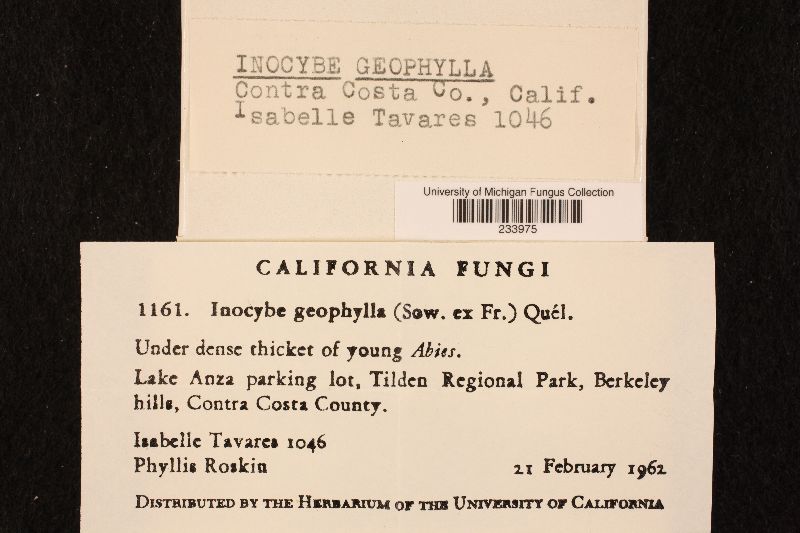 INOCYBE GEOPHYLLA
Contra Costa Co., Calif.
Isabelle Tavares 1046
University of Michigan Fungus Collection
233975
CALIFORNIA FUNGI
1161. Inocybe geophylla (Sow. ex Fr.) Quél.
Under dense thicket of young Abies.
Lake Anza parking lot, Tilden Regional Park, Berkeley
hills, Contra Costa County.
Isabelle Tavares 1046
Phyllis Roskin 21 February 1962
DISTRIBUTED BY THE HERBARIUM OF THE UNIVERSITY OF CALIFORNIA